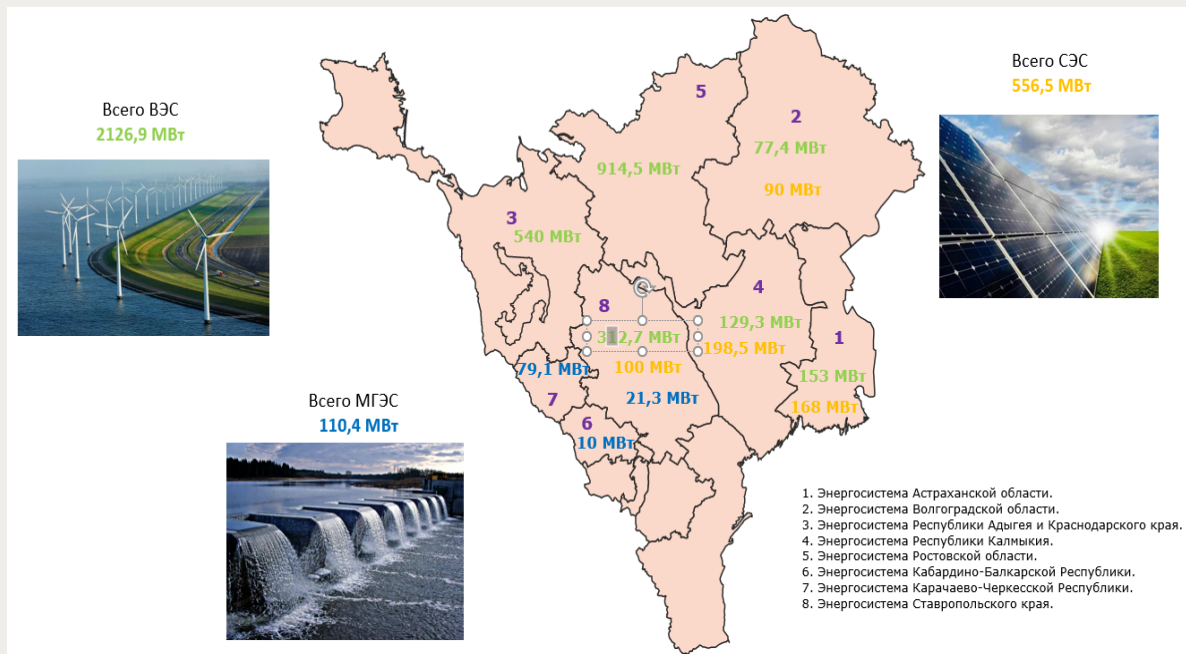 Всего ВЭС
2126,9 МВт
Всего СЭС
556,5 МВт
Всего МГЭС
110,4 МВт
5
914,5 МВт
2
77,4 МВт
90 МВт
3
540 МВт
8
312,7 МВт
100 МВт
21,3 МВт
4
129,3 МВт
198,5 МВт
1
153 МВт
168 МВт
79,1 МВт
7
6
10 МВт
1. Энергосистема Астраханской области.
2. Энергосистема Волгоградской области.
3. Энергосистема Республики Адыгея и Краснодарского края.
4. Энергосистема Республики Калмыкия.
5. Энергосистема Ростовской области.
6. Энергосистема Кабардино-Балкарской Республики.
7. Энергосистема Карачаево-Черкесской Республики.
8. Энергосистема Ставропольского края.